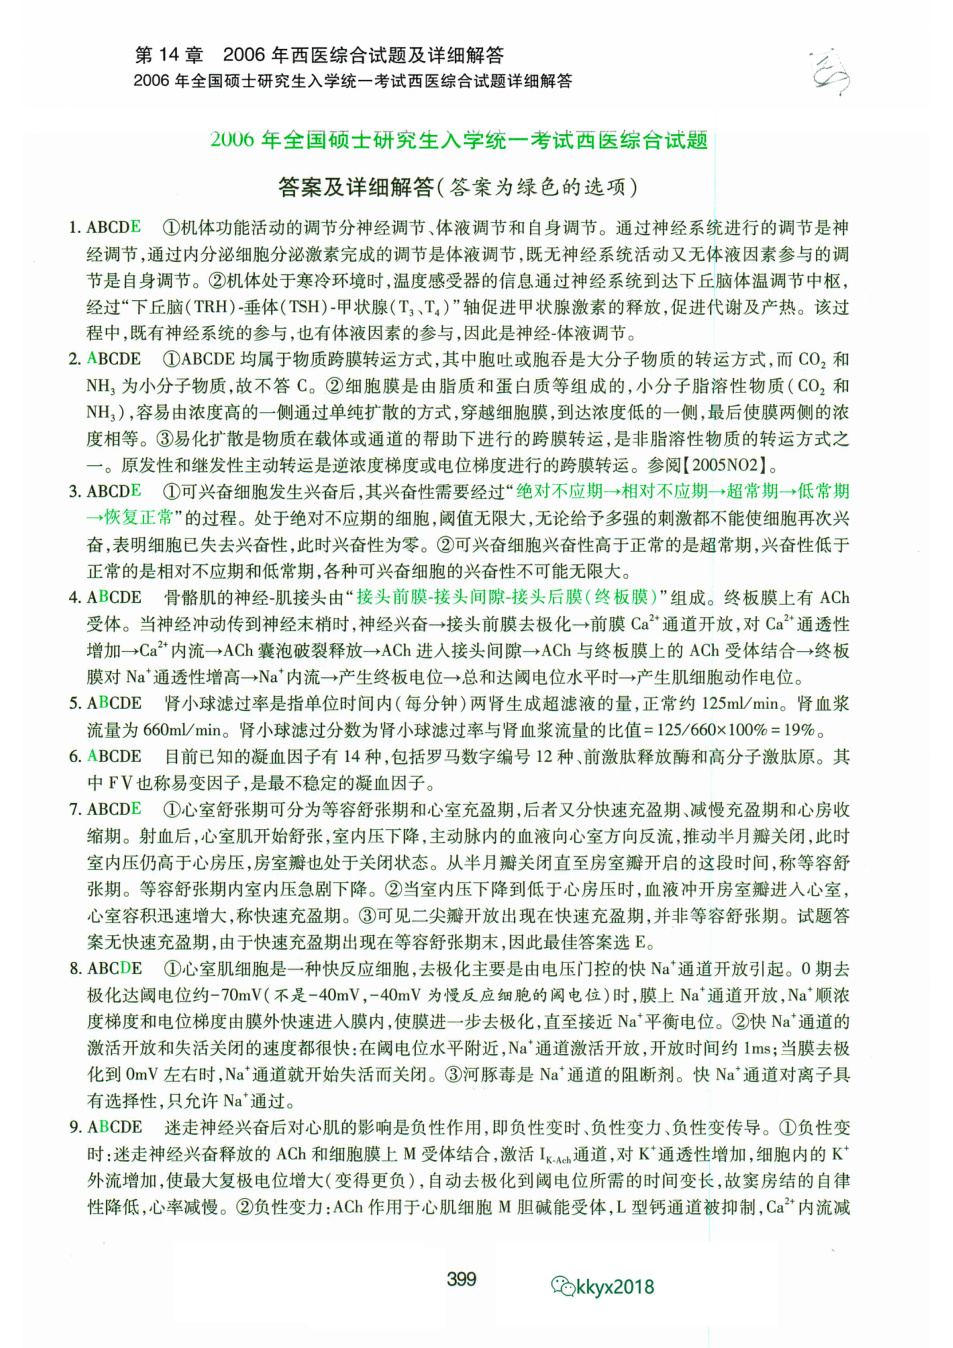 第 14 章　2006 年西医综合试题及详细解答
2006 年全国硕士研究生入学统一考试西医综合试题详细解答
2006 年全国硕士研究生入学统一考试西医综合试题
答案及详细解答(答案为绿色的选项)
1. ABCDE　①机体功能活动的调节分神经调节、体液调节和自身调节。通过神经系统进行的调节是神
经调节,通过内分泌细胞分泌激素完成的调节是体液调节,既无神经系统活动又无体液因素参与的调
节是自身调节。②机体处于寒冷环境时,温度感受器的信息通过神经系统到达下丘脑体温调节中枢,
经过“下丘脑(TRH)-垂体(TSH)-甲状腺(T₃、T₄)”轴促进甲状腺激素的释放,促进代谢及产热。该过
程中,既有神经系统的参与,也有体液因素的参与,因此是神经-体液调节。
2. ABCDE　①ABCDE 均属于物质跨膜转运方式,其中胞吐或胞吞是大分子物质的转运方式,而 CO₂ 和
NH₃ 为小分子物质,故不答 C。②细胞膜是由脂质和蛋白质等组成的,小分子脂溶性物质(CO₂ 和
NH₃),容易由浓度高的一侧通过单纯扩散的方式,穿越细胞膜,到达浓度低的一侧,最后使膜两侧的浓
度相等。③易化扩散是物质在载体或通道的帮助下进行的跨膜转运,是非脂溶性物质的转运方式之
一。原发性和继发性主动转运是逆浓度梯度或电位梯度进行的跨膜转运。参阅【2005NO2】。
3. ABCDE　①可兴奋细胞发生兴奋后,其兴奋性需要经过“绝对不应期→相对不应期→超常期→低常期
→恢复正常”的过程。处于绝对不应期的细胞,阈值无限大,无论给予多强的刺激都不能使细胞再次兴
奋,表明细胞已失去兴奋性,此时兴奋性为零。②可兴奋细胞兴奋性高于正常的是超常期,兴奋性低于
正常的是相对不应期和低常期,各种可兴奋细胞的兴奋性不可能无限大。
4. ABCDE　骨骼肌的神经-肌接头由“接头前膜-接头间隙-接头后膜(终板膜)”组成。终板膜上有 ACh
受体。当神经冲动传到神经末梢时,神经兴奋→接头前膜去极化→前膜 Ca²⁺通道开放,对 Ca²⁺通透性
增加→Ca²⁺内流→ACh 囊泡破裂释放→ACh 进入接头间隙→ACh 与终板膜上的 ACh 受体结合→终板
膜对 Na⁺通透性增高→Na⁺内流→产生终板电位→总和达阈电位水平时→产生肌细胞动作电位。
5. ABCDE　肾小球滤过率是指单位时间内(每分钟)两肾生成超滤液的量,正常约 125ml/min。肾血浆
流量为 660ml/min。肾小球滤过分数为肾小球滤过率与肾血浆流量的比值=125/660×100%=19%。
6. ABCDE　目前已知的凝血因子有 14 种,包括罗马数字编号 12 种、前激肽释放酶和高分子激肽原。其
中 FⅤ也称易变因子,是最不稳定的凝血因子。
7. ABCDE　①心室舒张期可分为等容舒张期和心室充盈期,后者又分快速充盈期、减慢充盈期和心房收
缩期。射血后,心室肌开始舒张,室内压下降,主动脉内的血液向心室方向反流,推动半月瓣关闭,此时
室内压仍高于心房压,房室瓣也处于关闭状态。从半月瓣关闭直至房室瓣开启的这段时间,称等容舒
张期。等容舒张期内室内压急剧下降。②当室内压下降到低于心房压时,血液冲开房室瓣进入心室,
心室容积迅速增大,称快速充盈期。③可见二尖瓣开放出现在快速充盈期,并非等容舒张期。试题答
案无快速充盈期,由于快速充盈期出现在等容舒张期末,因此最佳答案选 E。
8. ABCDE　①心室肌细胞是一种快反应细胞,去极化主要是由电压门控的快 Na⁺通道开放引起。0 期去
极化达阈电位约-70mV(不是-40mV,-40mV 为慢反应细胞的阈电位)时,膜上 Na⁺通道开放,Na⁺顺浓
度梯度和电位梯度由膜外快速进入膜内,使膜进一步去极化,直至接近 Na⁺平衡电位。②快 Na⁺通道的
激活开放和失活关闭的速度都很快:在阈电位水平附近,Na⁺通道激活开放,开放时间约 1ms;当膜去极
化到 0mV 左右时,Na⁺通道就开始失活而关闭。③河豚毒是 Na⁺通道的阻断剂。快 Na⁺通道对离子具
有选择性,只允许 Na⁺通过。
9. ABCDE　迷走神经兴奋后对心肌的影响是负性作用,即负性变时、负性变力、负性变传导。①负性变
时:迷走神经兴奋释放的 ACh 和细胞膜上 M 受体结合,激活 I_K-Ach通道,对 K⁺通透性增加,细胞内的 K⁺
外流增加,使最大复极电位增大(变得更负),自动去极化到阈电位所需的时间变长,故窦房结的自律
性降低,心率减慢。②负性变力:ACh 作用于心肌细胞 M 胆碱能受体,L 型钙通道被抑制,Ca²⁺内流减
399
kkyx2018